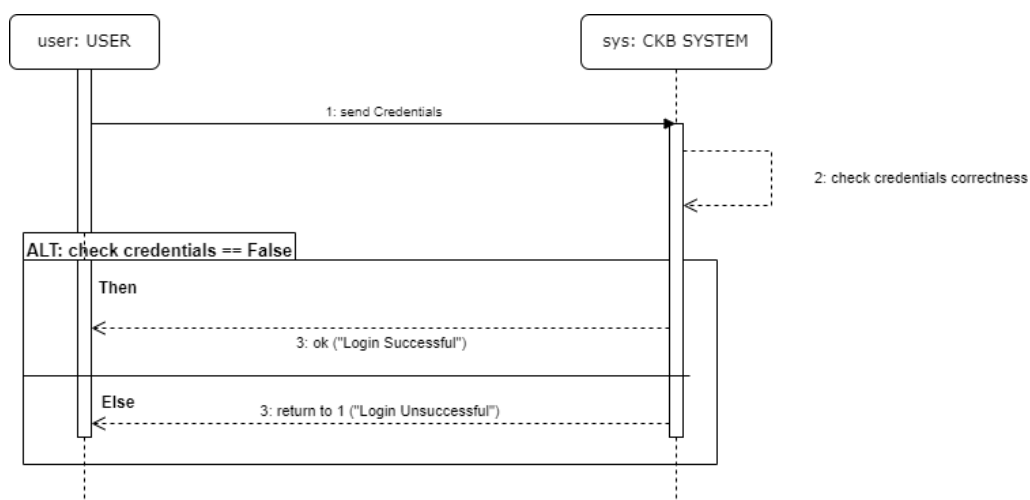 user: USER
sys: CKB SYSTEM
1: send Credentials
2: check credentials correctness
ALT: check credentials == False
Then
3: ok ("Login Successful")
Else
3: return to 1 ("Login Unsuccessful")